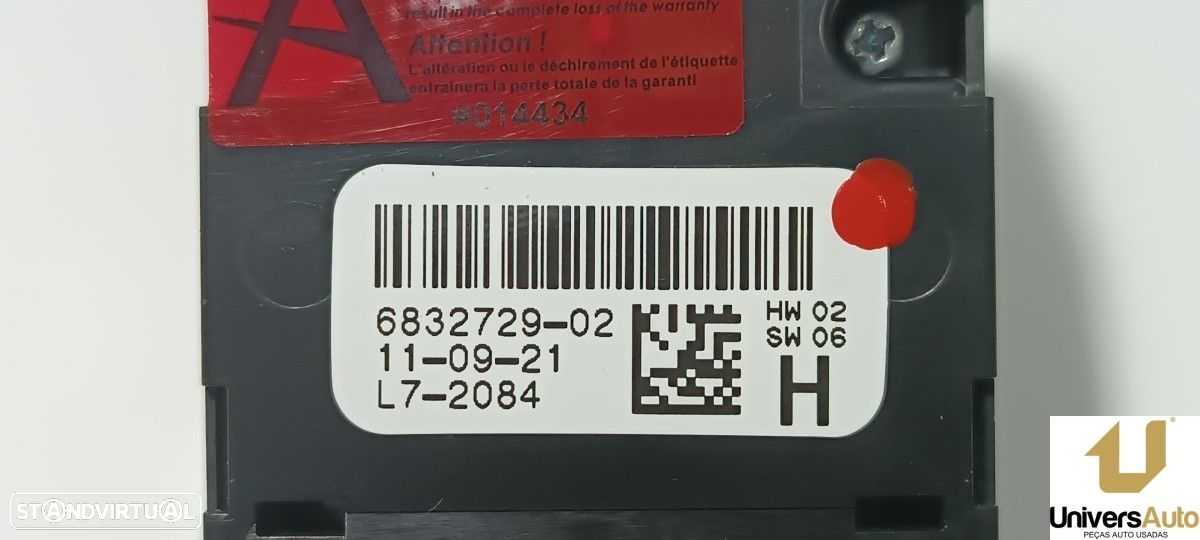 result in the complete loss of the warranty
Attention !
L'altération ou le déchirement de l'étiquette
entraînera la perte totale de la garanti
#014434
6832729-02
11-09-21
L7-2084
HW 02
SW 06
H
STANDVIRTUAL
UniversAuto
PEÇAS AUTO USADAS